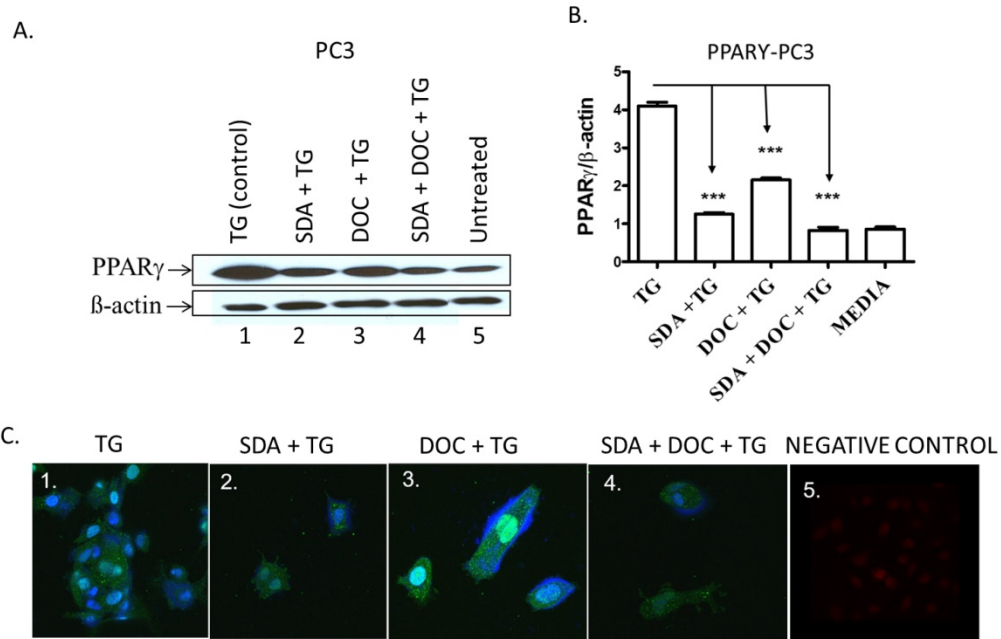 A.
PC3
TG (control)
SDA + TG
DOC + TG
SDA + DOC + TG
Untreated
PPARγ
ß-actin
1 2 3 4 5
B.
PPARY-PC3
PPARγ/β-actin
5
4
3
2
1
0
***
***
***
TG
SDA +TG
DOC + TG
SDA + DOC + TG
MEDIA
C.
TG
SDA + TG
DOC + TG
SDA + DOC + TG
NEGATIVE CONTROL
1.
2.
3.
4.
5.